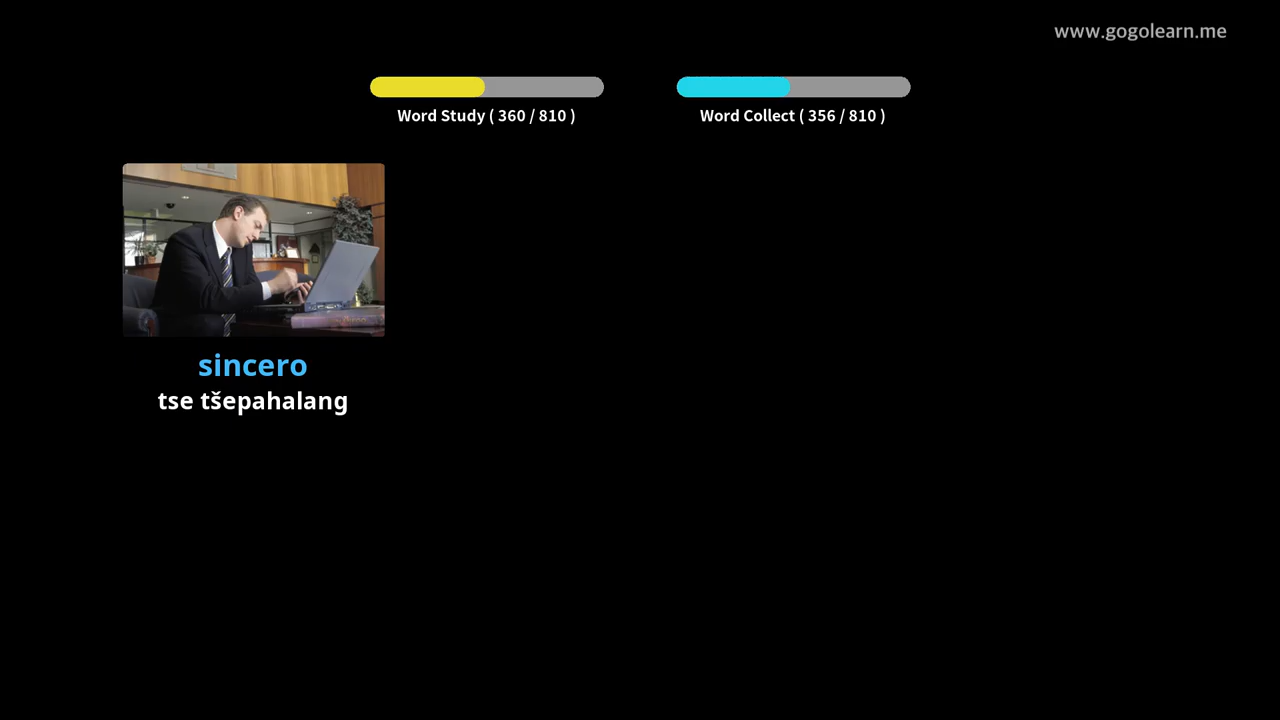 www.gogolearn.me
Word Study ( 360 / 810 )
Word Collect ( 356 / 810 )
sincero
tse tšepahalang